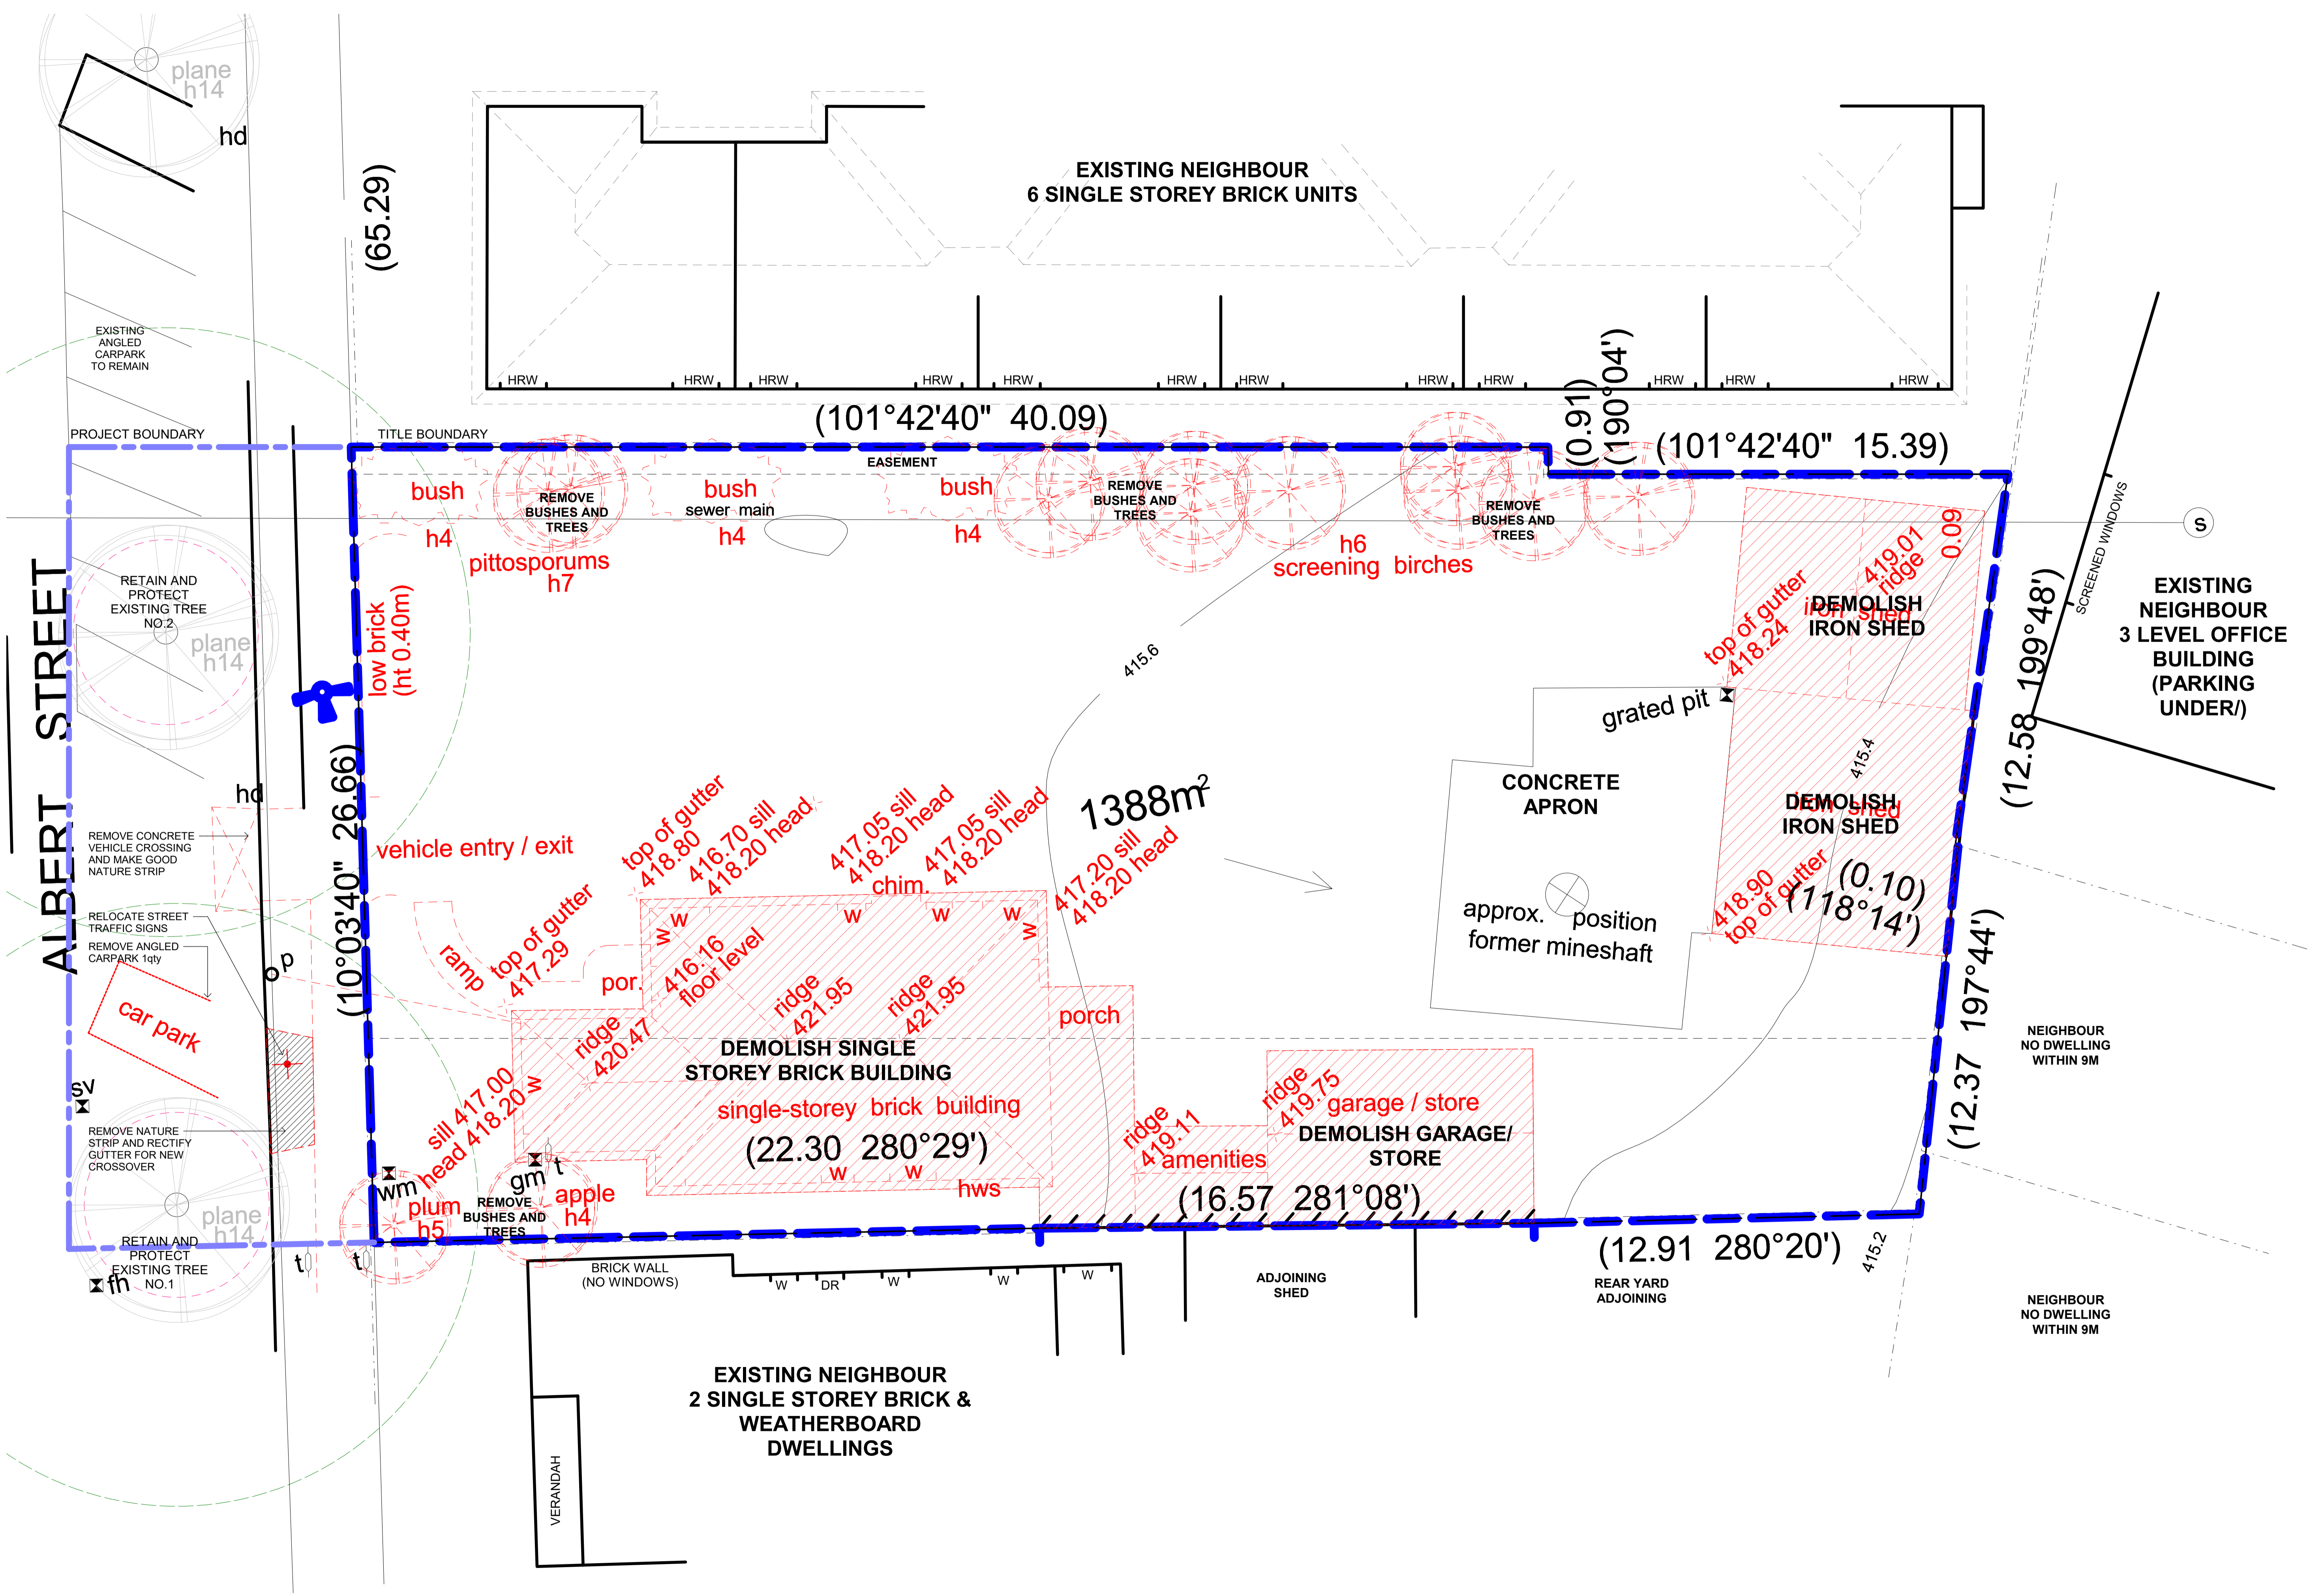 plane
h14
hd
(65.29)
EXISTING NEIGHBOUR
6 SINGLE STOREY BRICK UNITS
EXISTING
ANGLED
CARPARK
TO REMAIN
HRW
HRW
HRW
HRW
HRW
HRW
HRW
HRW
HRW
HRW
HRW
HRW
PROJECT BOUNDARY
TITLE BOUNDARY
(101°42'40" 40.09)
(0.91)
(190°04')
(101°42'40" 15.39)
EASEMENT
bush
h4
pittosporums
h7
REMOVE
BUSHES AND
TREES
bush
sewer main
h4
bush
h4
REMOVE
BUSHES AND
TREES
REMOVE
BUSHES AND
TREES
h6
screening birches
SCREENED WINDOWS
S
EXISTING
NEIGHBOUR
3 LEVEL OFFICE
BUILDING
(PARKING
UNDER/)
ALBERT STREET
RETAIN AND
PROTECT
EXISTING TREE
NO.2
plane
h14
low brick
(ht 0.40m)
415.6
419.01
ridge
0.09
top of gutter
418.24
iron shed
DEMOLISH
IRON SHED
grated pit
(12.58 199°48')
415.4
CONCRETE
APRON
iron shed
DEMOLISH
IRON SHED
418.90
top of gutter
(0.10)
(118°14')
approx. position
former mineshaft
hd
(10°03'40" 26.66)
REMOVE CONCRETE
VEHICLE CROSSING
AND MAKE GOOD
NATURE STRIP
RELOCATE STREET
TRAFFIC SIGNS
REMOVE ANGLED
CARPARK 1qty
p
car park
sv
REMOVE NATURE
STRIP AND RECTIFY
GUTTER FOR NEW
CROSSOVER
vehicle entry / exit
ramp
top of gutter
417.29
top of gutter
418.80
416.70 sill
418.20 head
417.05 sill
418.20 head
417.05 sill
418.20 head
417.20 sill
418.20 head
1388m2
chim.
w
w
w
w
w
w
por.
416.16
floor level
ridge
420.47
ridge
421.95
ridge
421.95
porch
w
DEMOLISH SINGLE
STOREY BRICK BUILDING
single-storey brick building
(22.30 280°29')
w
w
hws
sill 417.00
head 418.20
wm
gm
t
plum
h5
REMOVE
BUSHES AND
TREES
apple
h4
ridge
419.11
amenities
ridge
419.75
garage / store
DEMOLISH GARAGE/
STORE
(16.57 281°08')
(12.37 197°44')
NEIGHBOUR
NO DWELLING
WITHIN 9M
(12.91 280°20')
415.2
plane
h14
RETAIN AND
PROTECT
EXISTING TREE
NO.1
fh
t
t
BRICK WALL
(NO WINDOWS)
W
DR
W
W
W
ADJOINING
SHED
REAR YARD
ADJOINING
NEIGHBOUR
NO DWELLING
WITHIN 9M
EXISTING NEIGHBOUR
2 SINGLE STOREY BRICK &
WEATHERBOARD
DWELLINGS
VERANDAH